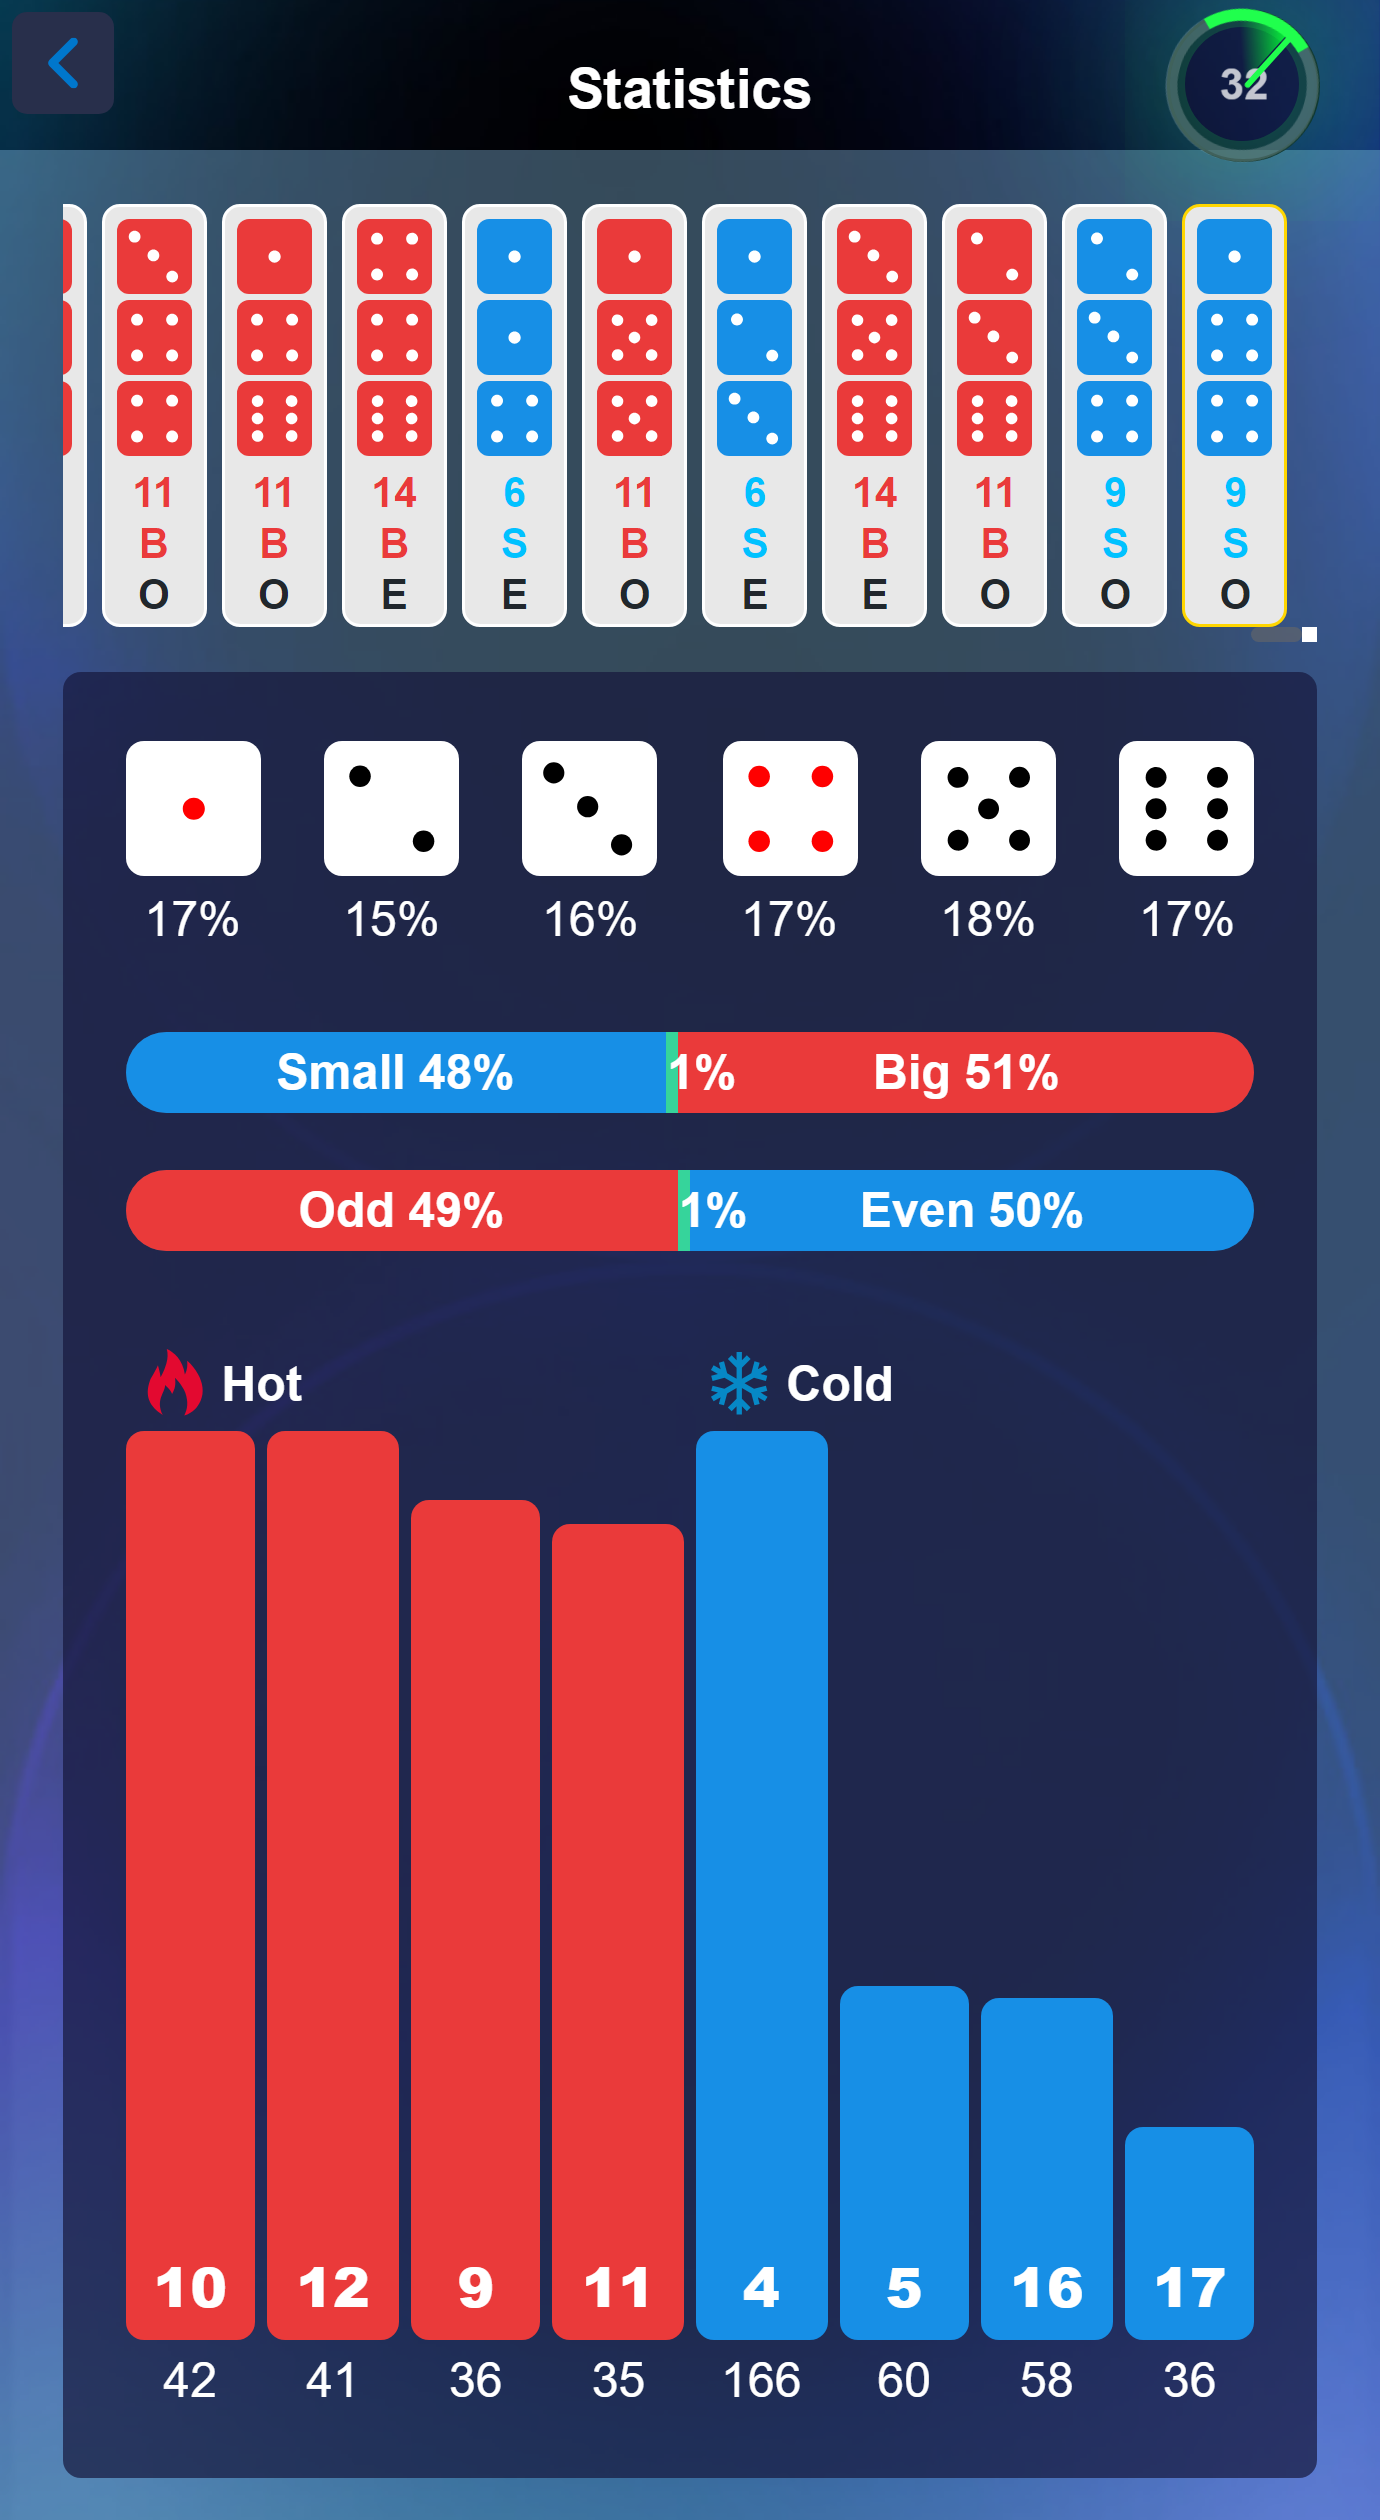 Statistics
32
11 11 14 6 11 6 14 11 9 9
B B B S B S B B S S
O O E E O E E O O O
17% 15% 16% 17% 18% 17%
Small 48% 1% Big 51%
Odd 49% 1% Even 50%
Hot Cold
10 12 9 11 4 5 16 17
42 41 36 35 166 60 58 36